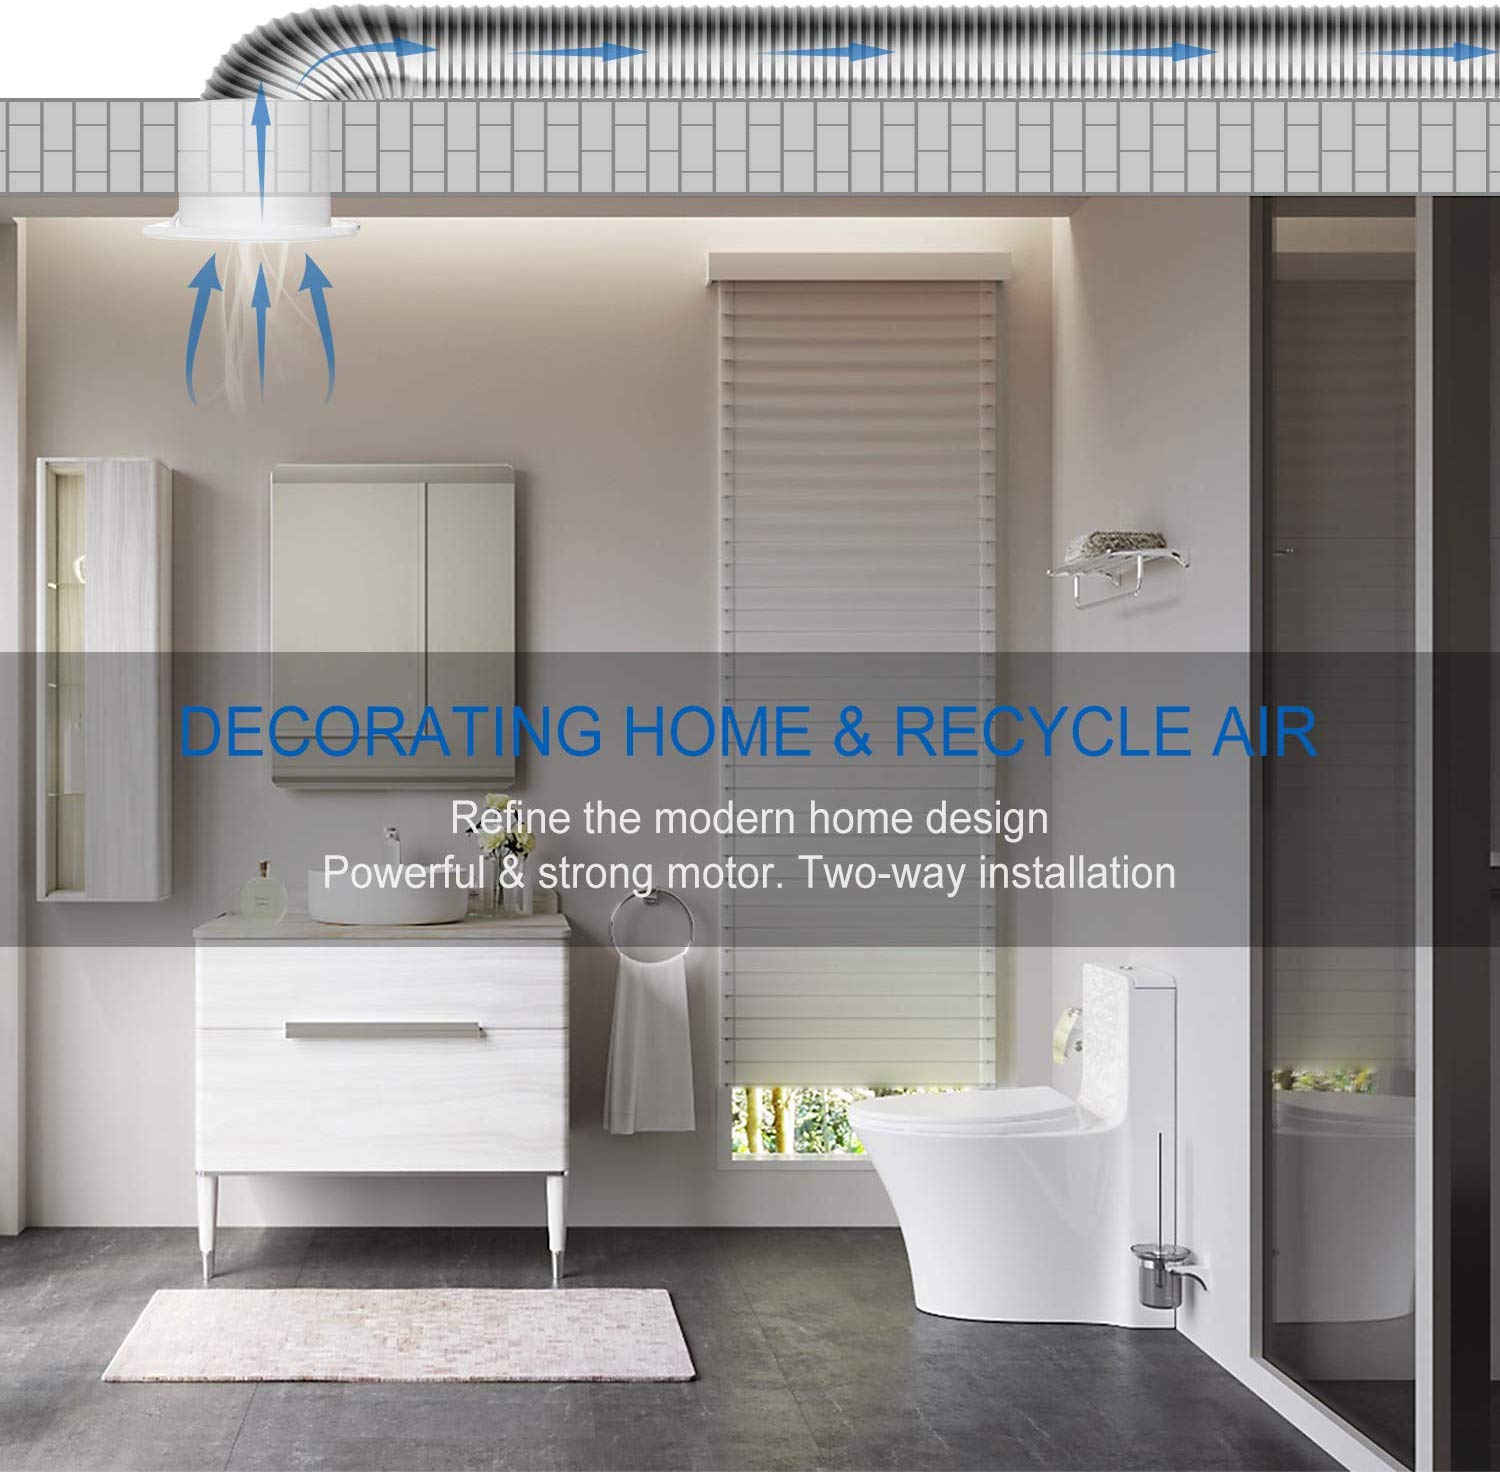 DECORATING HOME & RECYCLE AIR
Refine the modern home design
Powerful & strong motor. Two-way installation